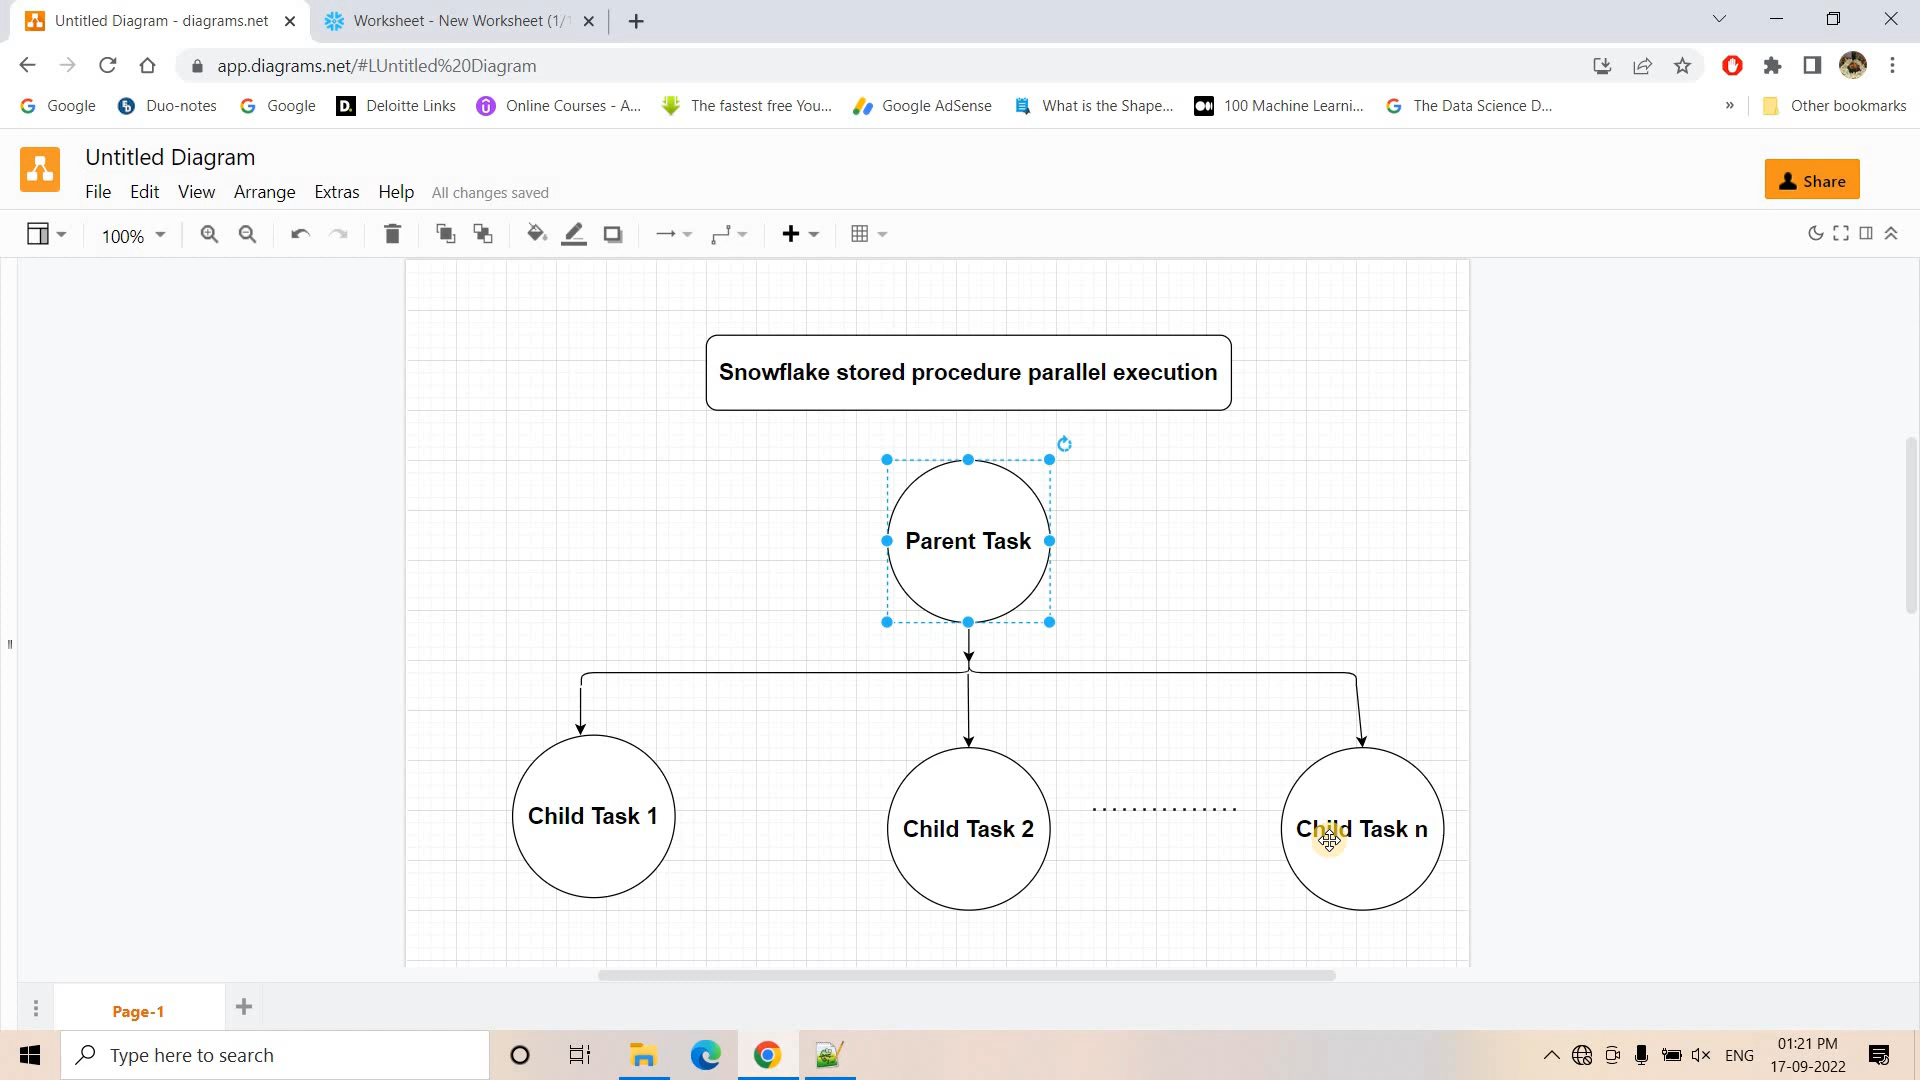 Untitled Diagram - diagrams.net
Worksheet - New Worksheet (1/
app.diagrams.net/#LUntitled%20Diagram
Google
Duo-notes
Google
D.
Deloitte Links
Online Courses - A...
The fastest free You...
Google AdSense
What is the Shape...
100 Machine Learni...
The Data Science D...
»
Other bookmarks
Untitled Diagram
File Edit View Arrange Extras Help All changes saved
Share
100%
Snowflake stored procedure parallel execution
Parent Task
Child Task 1
Child Task 2
..............
Child Task n
Page-1
Type here to search
ENG
01:21 PM
17-09-2022